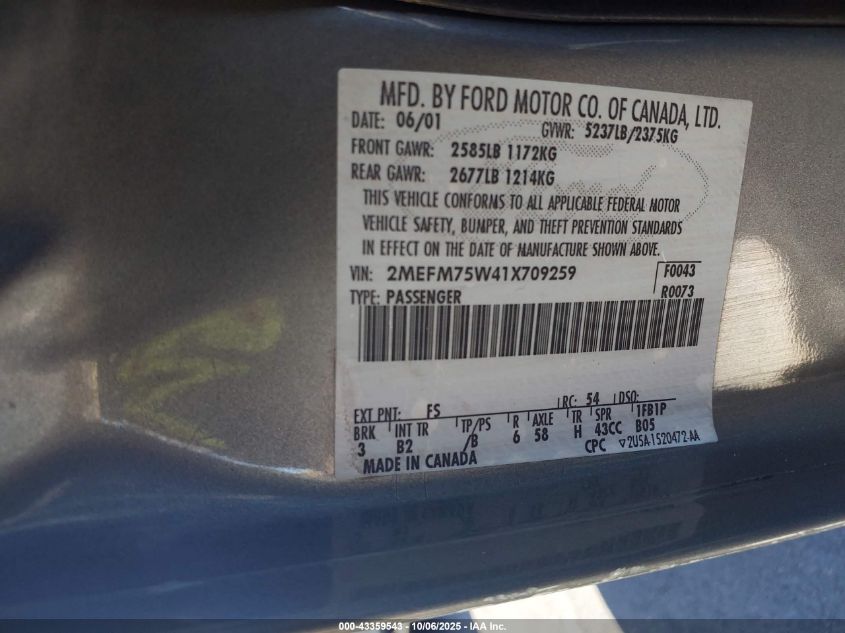 MFD. BY FORD MOTOR CO. OF CANADA, LTD.
DATE: 06/01 GVWR: 5237LB/2375KG
FRONT GAWR: 2585LB 1172KG
REAR GAWR: 2677LB 1214KG
THIS VEHICLE CONFORMS TO ALL APPLICABLE FEDERAL MOTOR
VEHICLE SAFETY, BUMPER, AND THEFT PREVENTION STANDARDS
IN EFFECT ON THE DATE OF MANUFACTURE SHOWN ABOVE.
VIN: 2MEFM75W41X709259 F0043
TYPE: PASSENGER R0073
EXT PNT: FS RC: 54 DSO:
BRK INT TR TP/PS R AXLE TR SPR 1FB1P
3 B2 /B 6 58 H 43CC B05
MADE IN CANADA CPC ▽2U5A-1520472-AA
000-43359543 | 10/06/2025 - IAA Inc.